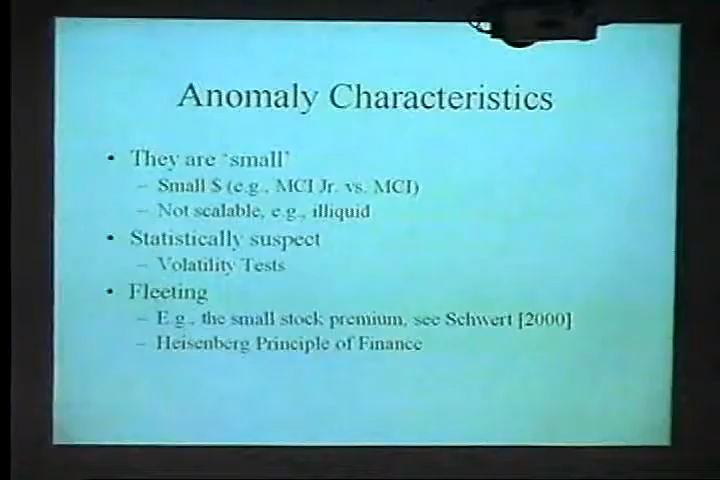 Anomaly Characteristics
• They are 'small'
– Small $ (e.g., MCI Jr. vs. MCI)
– Not scalable, e.g., illiquid
• Statistically suspect
– Volatility Tests
• Fleeting
– E.g., the small stock premium, see Schwert [2000]
– Heisenberg Principle of Finance